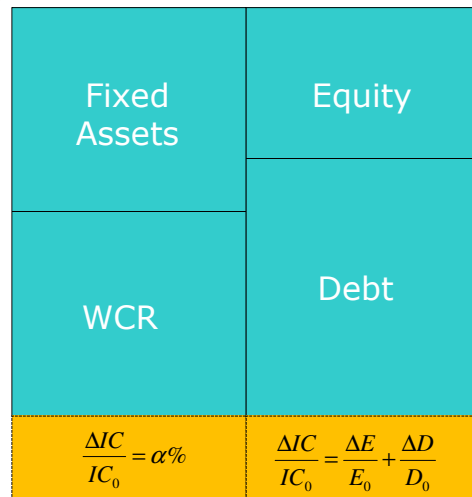 Fixed
Assets
Equity
WCR
Debt
ΔIC/IC₀ = α%
ΔIC/IC₀ = ΔE/E₀ + ΔD/D₀